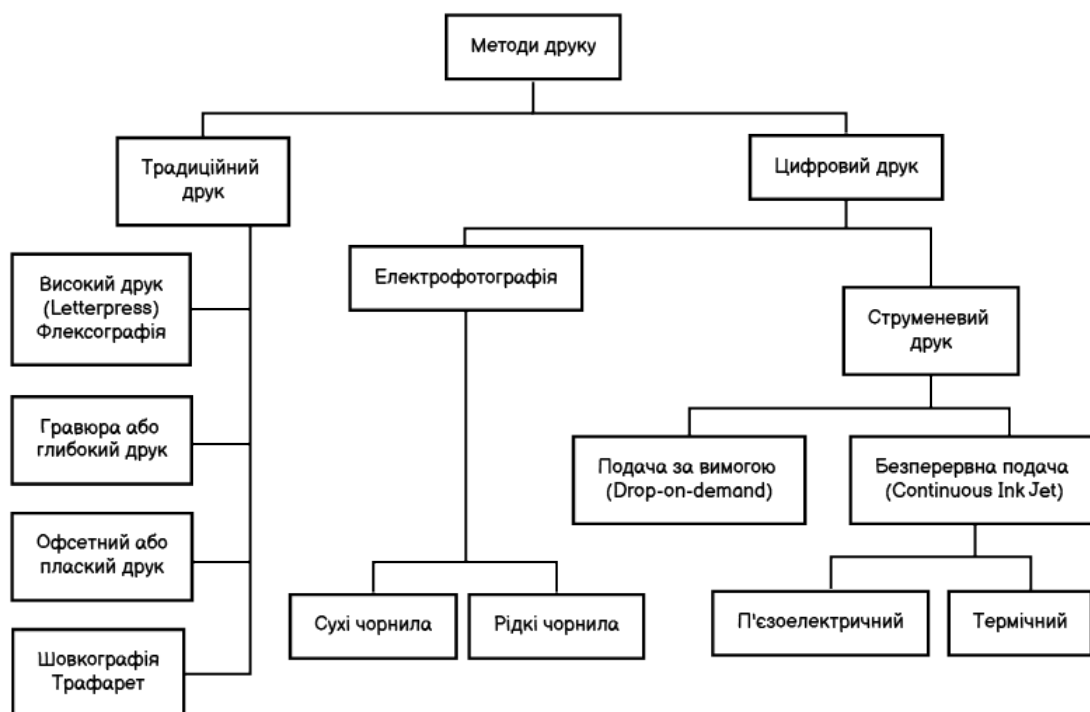 Методи друку
Традиційний
друк
Цифровий друк
Високий друк
(Letterpress)
Флексографія
Гравюра або
глибокий друк
Офсетний або
плаский друк
Шовкографія
Трафарет
Електрофотографія
Сухі чорнила
Рідкі чорнила
Струменевий
друк
Подача за вимогою
(Drop-on-demand)
Безперервна подача
(Continuous Ink Jet)
П'єзоелектричний
Термічний